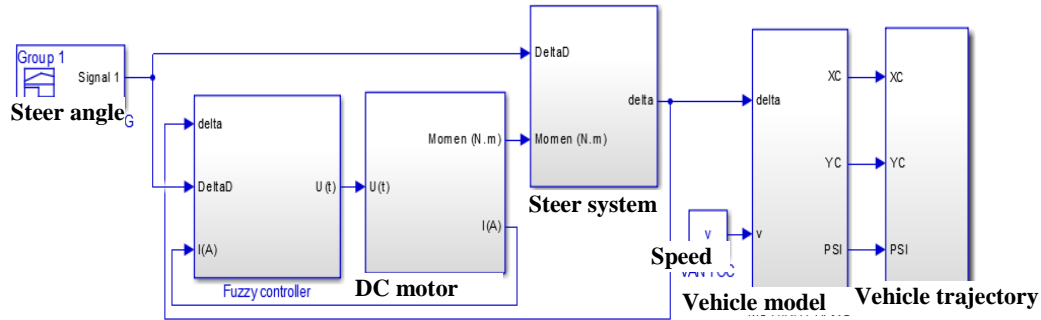 Group 1
Signal 1
Steer angle
G
delta
DeltaD
I(A)
U(t)
Fuzzy controller
U(t)
Momen (N.m)
I(A)
DC motor
DeltaD
Momen (N.m)
delta
Steer system
v
Speed
delta
v
XC
YC
PSI
Vehicle model
XC
YC
PSI
Vehicle trajectory